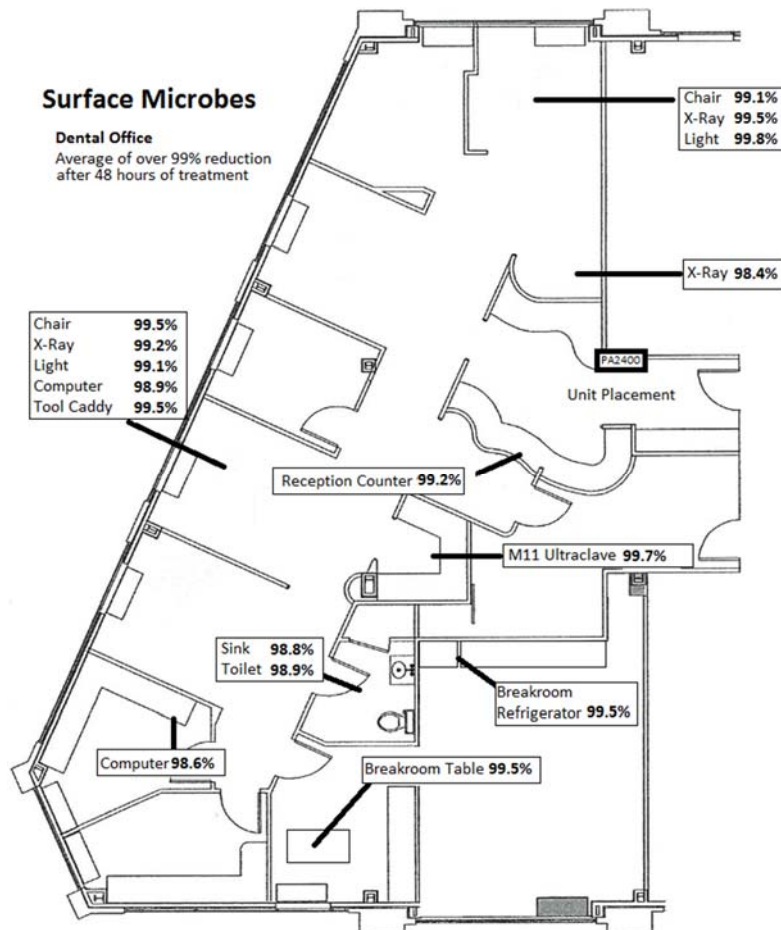 Surface Microbes
Dental Office
Average of over 99% reduction
after 48 hours of treatment
Chair 99.1%
X-Ray 99.5%
Light 99.8%
X-Ray 98.4%
Chair 99.5%
X-Ray 99.2%
Light 99.1%
Computer 98.9%
Tool Caddy 99.5%
PA2400
Unit Placement
Reception Counter 99.2%
M11 Ultraclave 99.7%
Sink 98.8%
Toilet 98.9%
Breakroom
Refrigerator 99.5%
Computer 98.6%
Breakroom Table 99.5%